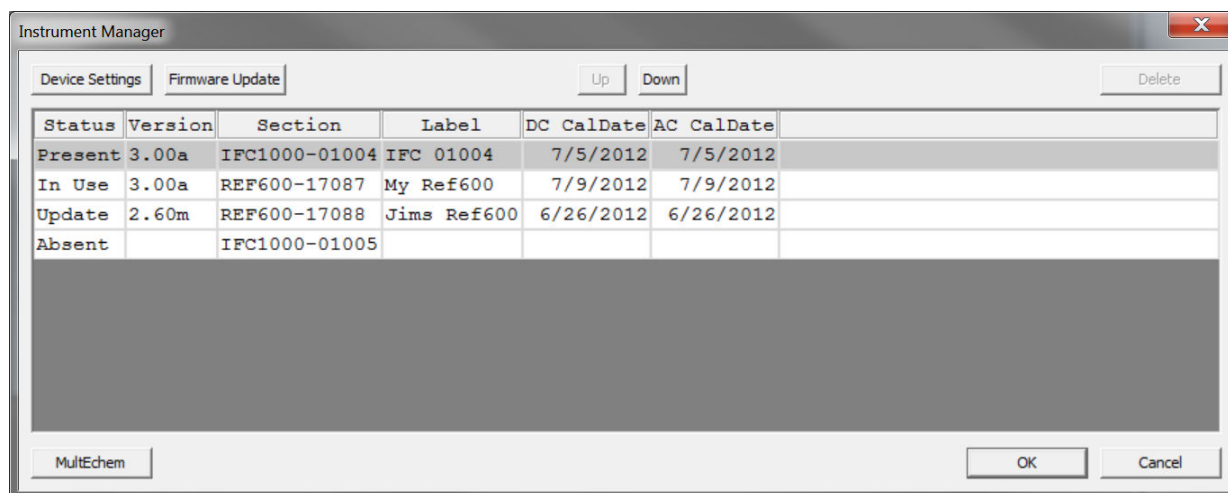 Instrument Manager
Device Settings Firmware Update Up Down Delete
Status Version Section Label DC CalDate AC CalDate
Present 3.00a IFC1000-01004 IFC 01004 7/5/2012 7/5/2012
In Use 3.00a REF600-17087 My Ref600 7/9/2012 7/9/2012
Update 2.60m REF600-17088 Jims Ref600 6/26/2012 6/26/2012
Absent IFC1000-01005
MultEchem OK Cancel